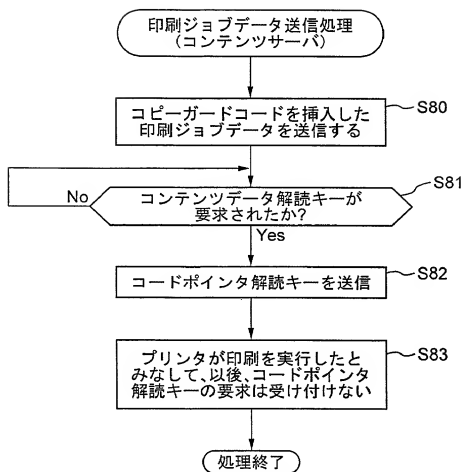 印刷ジョブデータ送信処理
(コンテンツサーバ)
コピーガードコードを挿入した
印刷ジョブデータを送信する
S80
コンテンツデータ解読キーが
要求されたか?
S81
No
Yes
コードポインタ解読キーを送信
S82
プリンタが印刷を実行したと
みなして、以後、コードポインタ
解読キーの要求は受け付けない
S83
処理終了